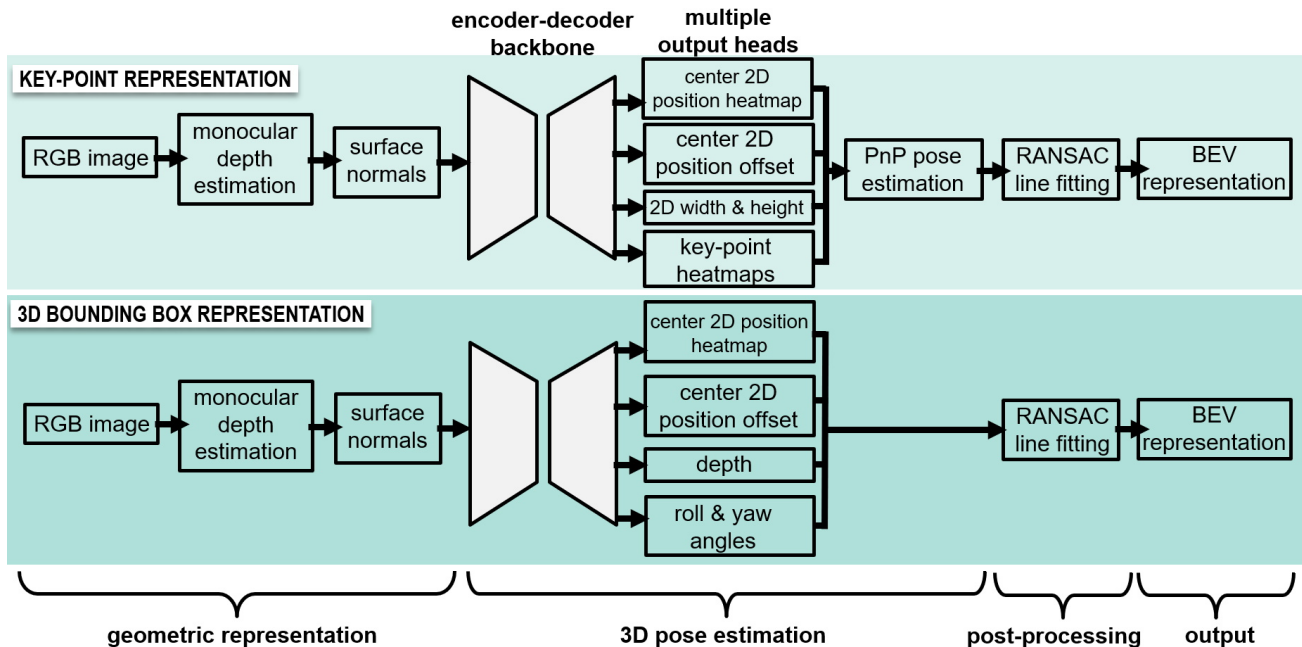 encoder-decoder
backbone
multiple
output heads
KEY-POINT REPRESENTATION
RGB image
monocular
depth
estimation
surface
normals
center 2D
position heatmap
center 2D
position offset
2D width & height
key-point
heatmaps
PnP pose
estimation
RANSAC
line fitting
BEV
representation
3D BOUNDING BOX REPRESENTATION
RGB image
monocular
depth
estimation
surface
normals
center 2D position
heatmap
center 2D
position offset
depth
roll & yaw
angles
RANSAC
line fitting
BEV
representation
geometric representation
3D pose estimation
post-processing
output